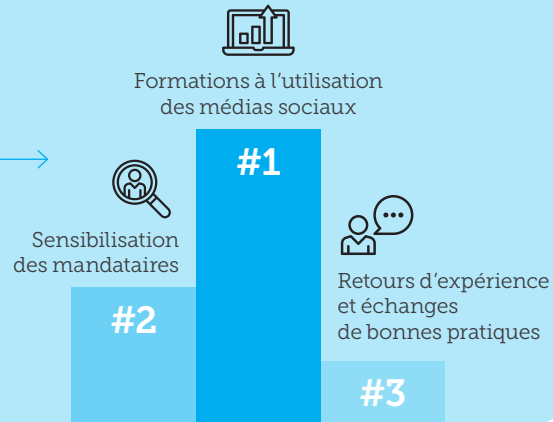 Formations à l’utilisation
des médias sociaux
#1
Sensibilisation
des mandataires
#2
Retours d’expérience
et échanges
de bonnes pratiques
#3